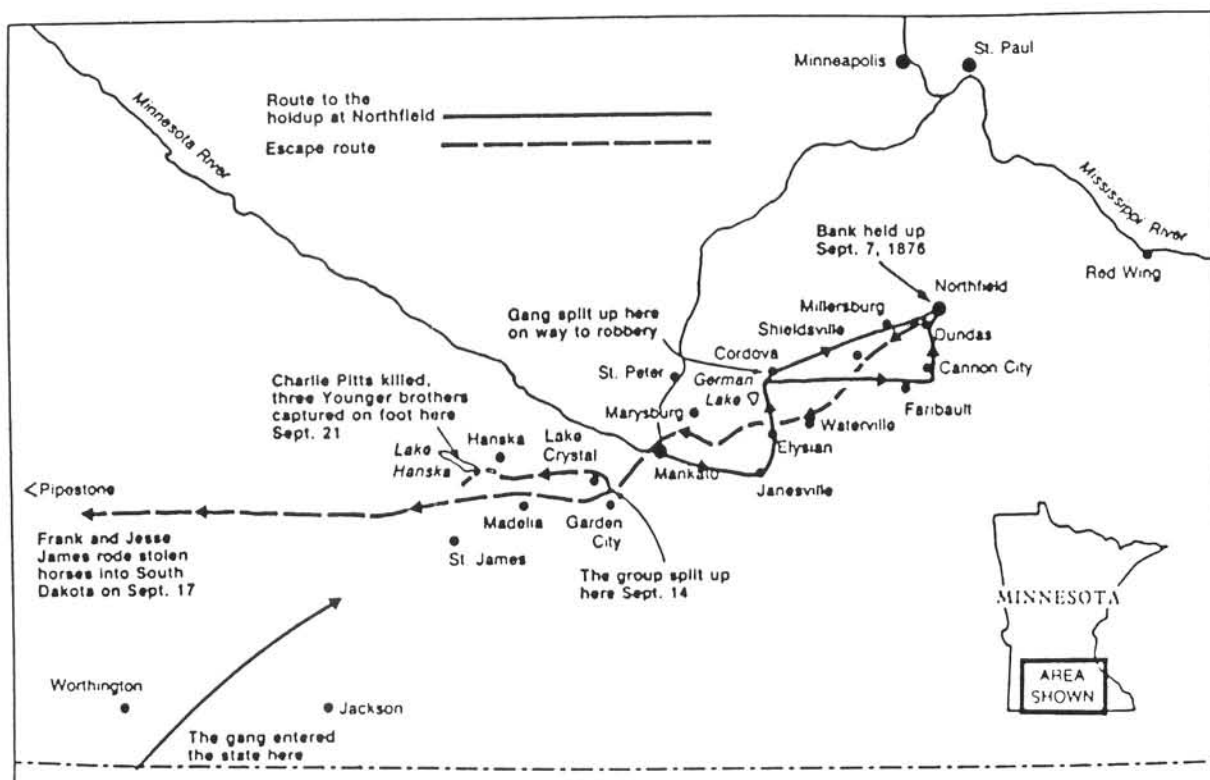 Minneapolis
St. Paul
Minnesota River
Route to the
holdup at Northfield
Escape route
Mississippi River
Bank held up
Sept. 7, 1876
Red Wing
Northfield
Gang split up here
on way to robbery
Millersburg
Shieldsville
Dundas
Cordova
Cannon City
St. Peter
German
Lake
Faribault
Charlie Pitts killed,
three Younger brothers
captured on foot here
Sept. 21
Marysburg
Waterville
Elysian
Hanska
Lake
Crystal
Lake
Hanska
Mankato
Janesville
<Pipestone
Madelia
Garden
City
St. James
Frank and Jesse
James rode stolen
horses into South
Dakota on Sept. 17
The group split up
here Sept. 14
MINNESOTA
AREA
SHOWN
Worthington
Jackson
The gang entered
the state here